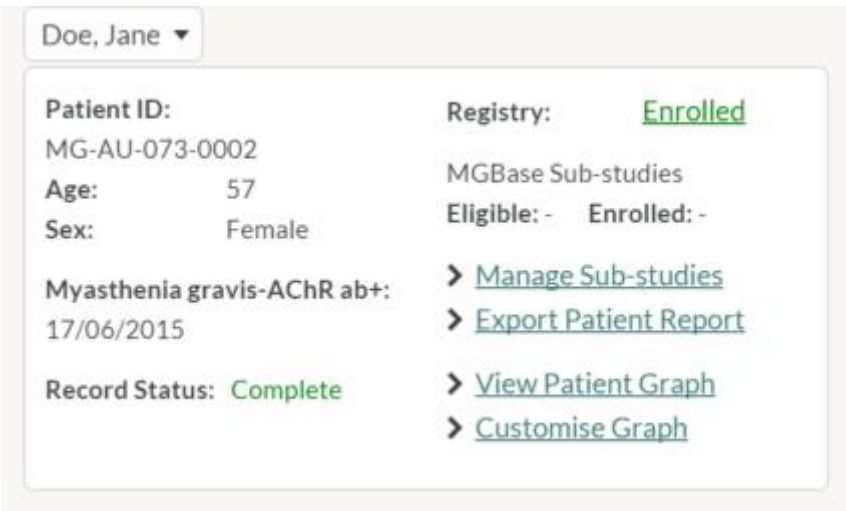 Doe, Jane
Patient ID:
MG-AU-073-0002
Age: 57
Sex: Female
Myasthenia gravis-AChR ab+:
17/06/2015
Record Status: Complete
Registry: Enrolled
MGBase Sub-studies
Eligible: - Enrolled: -
Manage Sub-studies
Export Patient Report
View Patient Graph
Customise Graph